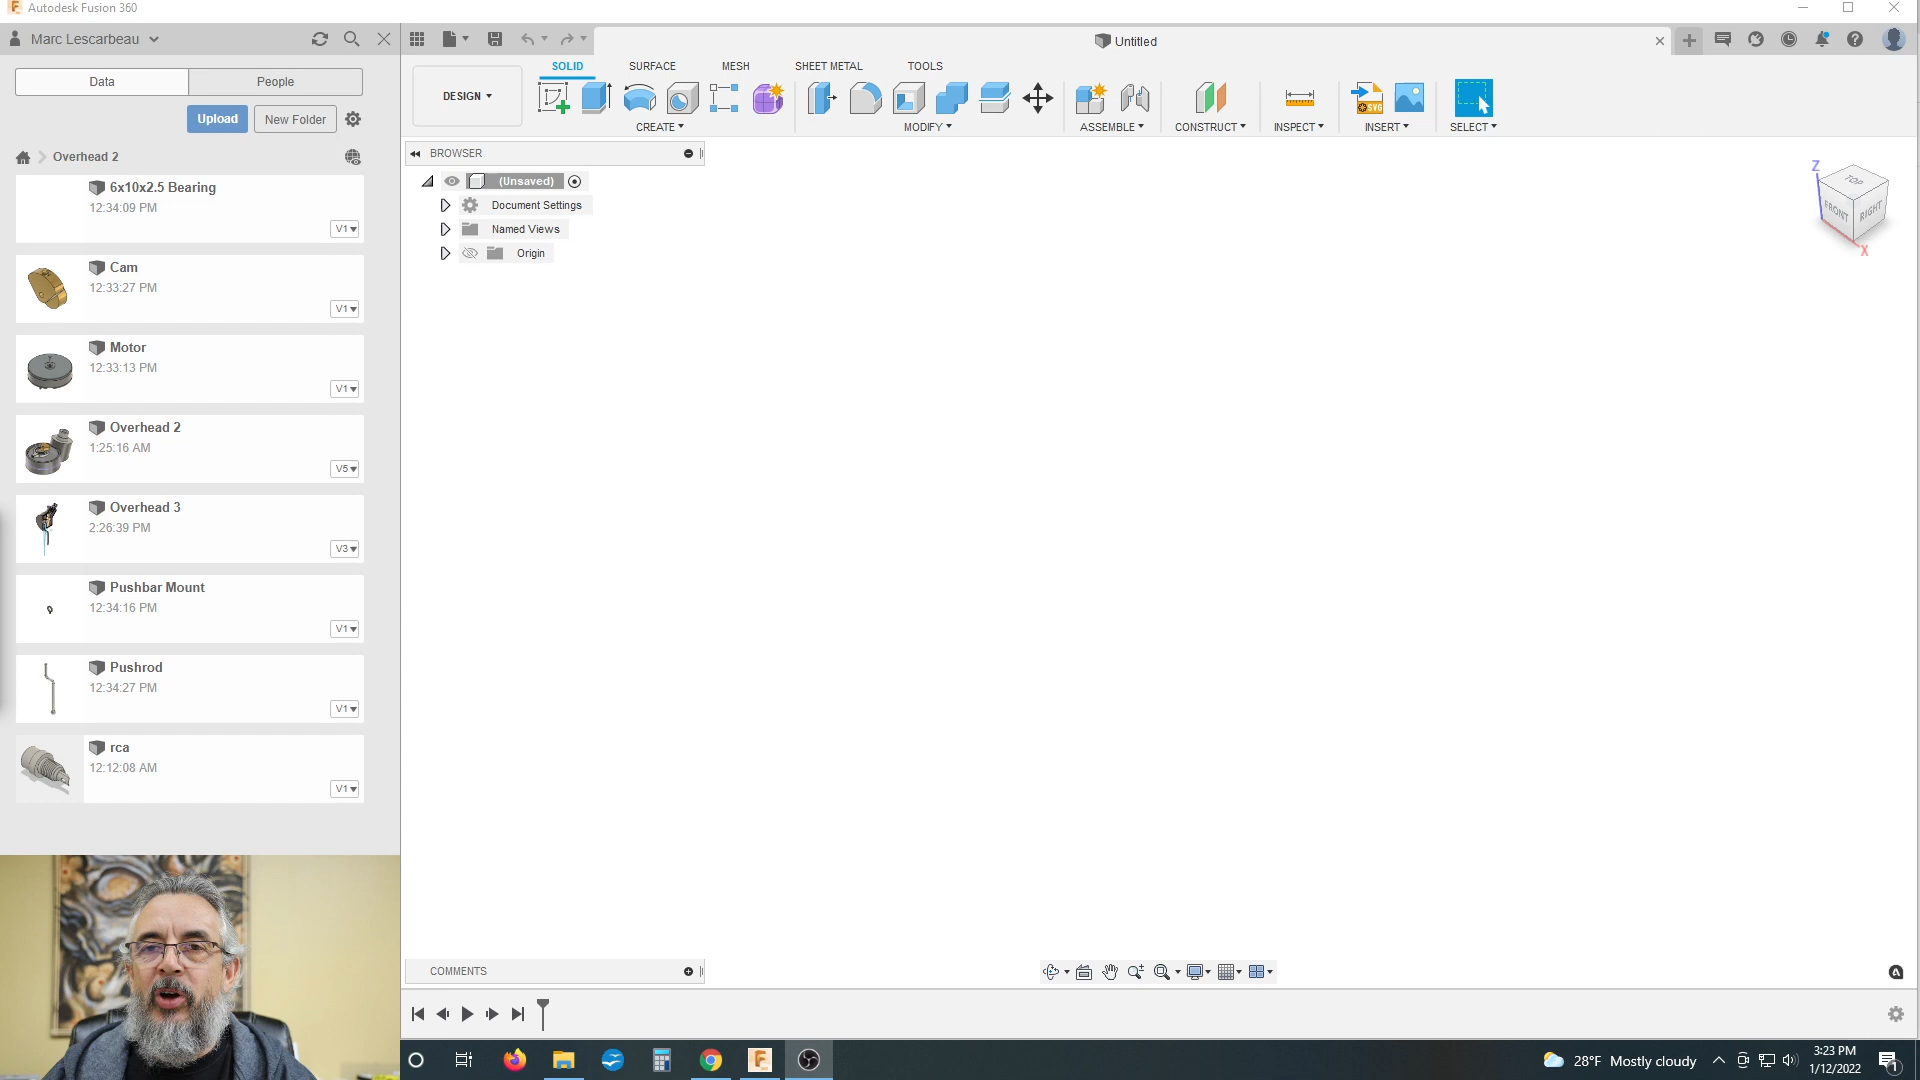 Autodesk Fusion 360
Marc Lescarbeau
Untitled
Data
People
Upload
New Folder
Overhead 2
6x10x2.5 Bearing
12:34:09 PM
V1
Cam
12:33:27 PM
V1
Motor
12:33:13 PM
V1
Overhead 2
1:25:16 AM
V5
Overhead 3
2:26:39 PM
V3
Pushbar Mount
12:34:16 PM
V1
Pushrod
12:34:27 PM
V1
rca
12:12:08 AM
V1
SOLID SURFACE MESH SHEET METAL TOOLS
DESIGN
CREATE MODIFY ASSEMBLE CONSTRUCT INSPECT INSERT SELECT
SVG
BROWSER
(Unsaved)
Document Settings
Named Views
Origin
Z
TOP
FRONT RIGHT
X
COMMENTS
28°F Mostly cloudy
3:23 PM
1/12/2022
1